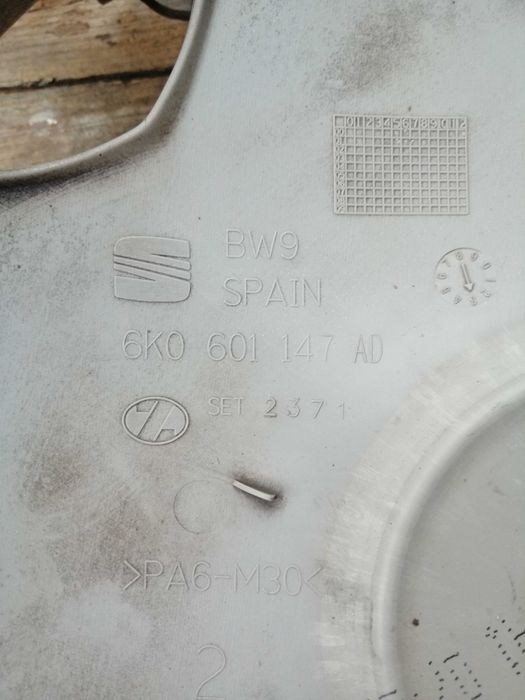 BW9
SPAIN
6K0 601 147 AD
SET 2371
>PA6-M30<
2